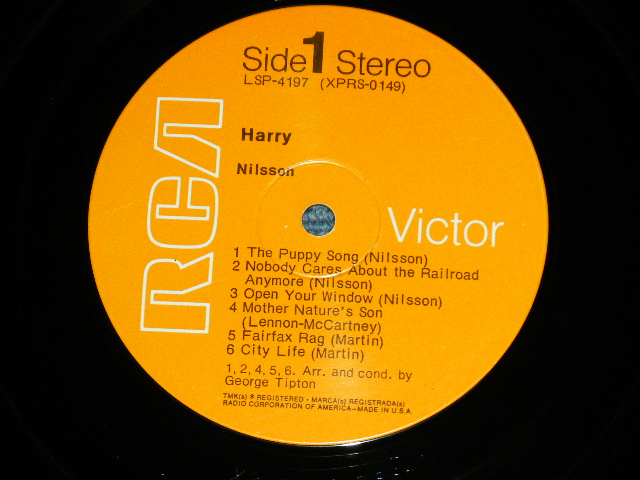 Side 1 Stereo
LSP-4197 (XPRS-0149)
Harry
Nilsson
RCA
Victor
1 The Puppy Song (Nilsson)
2 Nobody Cares About the Railroad
Anymore (Nilsson)
3 Open Your Window (Nilsson)
4 Mother Nature's Son
(Lennon-McCartney)
5 Fairfax Rag (Martin)
6 City Life (Martin)
1, 2, 4, 5, 6. Arr. and cond. by
George Tipton
TMK(s) ® REGISTERED • MARCA(s) REGISTRADA(s)
RADIO CORPORATION OF AMERICA—MADE IN U.S.A.